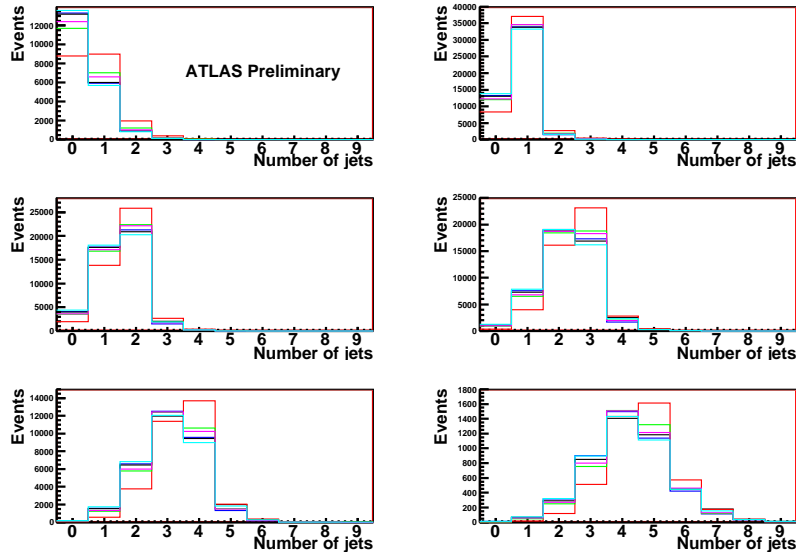 Events
12000
10000
8000
6000
4000
2000
0
ATLAS Preliminary
0 1 2 3 4 5 6 7 8 9
Number of jets
Events
40000
35000
30000
25000
20000
15000
10000
5000
0
0 1 2 3 4 5 6 7 8 9
Number of jets
Events
25000
20000
15000
10000
5000
0
0 1 2 3 4 5 6 7 8 9
Number of jets
Events
25000
20000
15000
10000
5000
0
0 1 2 3 4 5 6 7 8 9
Number of jets
Events
14000
12000
10000
8000
6000
4000
2000
0
0 1 2 3 4 5 6 7 8 9
Number of jets
Events
1800
1600
1400
1200
1000
800
600
400
200
0
0 1 2 3 4 5 6 7 8 9
Number of jets